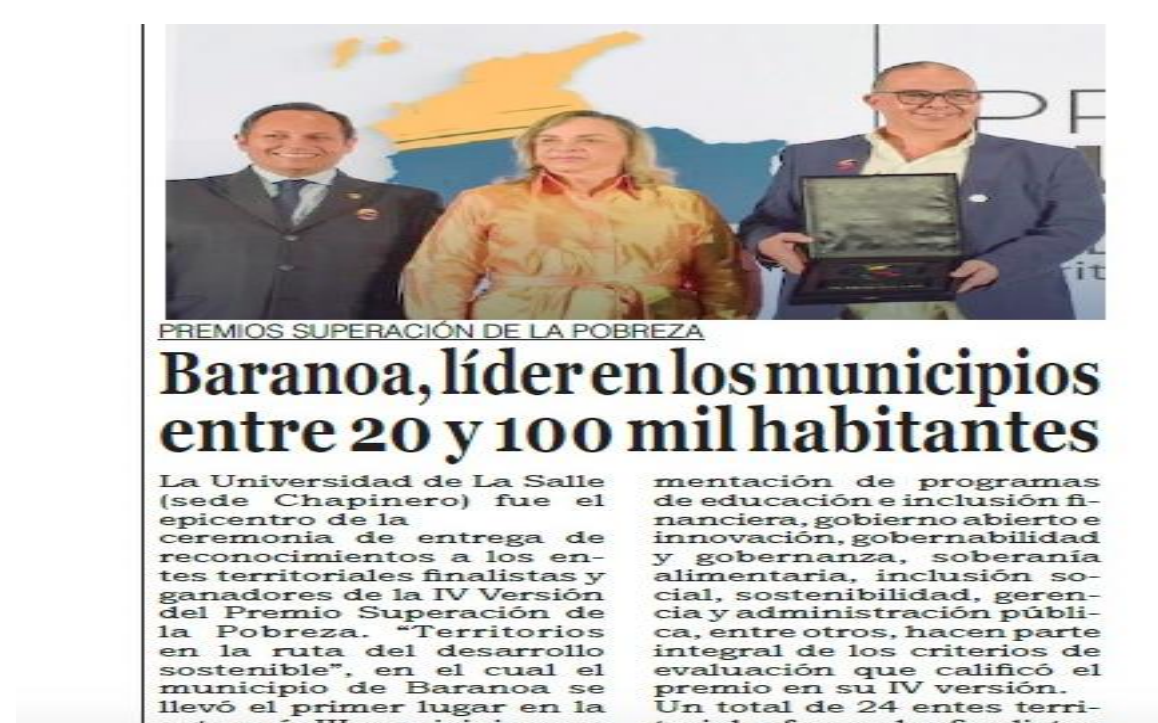 PR
rit
PREMIOS SUPERACIÓN DE LA POBREZA
Baranoa, líder en los municipios
entre 20 y 100 mil habitantes
La Universidad de La Salle
(sede Chapinero) fue el
epicentro de la
ceremonia de entrega de
reconocimientos a los en-
tes territoriales finalistas y
ganadores de la IV Versión
del Premio Superación de
la Pobreza. “Territorios
en la ruta del desarrollo
sostenible”, en el cual el
municipio de Baranoa se
llevó el primer lugar en la
mentación de programas
de educación e inclusión fi-
nanciera, gobierno abierto e
innovación, gobernabilidad
y gobernanza, soberanía
alimentaria, inclusión so-
cial, sostenibilidad, geren-
cia y administración públi-
ca, entre otros, hacen parte
integral de los criterios de
evaluación que calificó el
premio en su IV versión.
Un total de 24 entes terri-